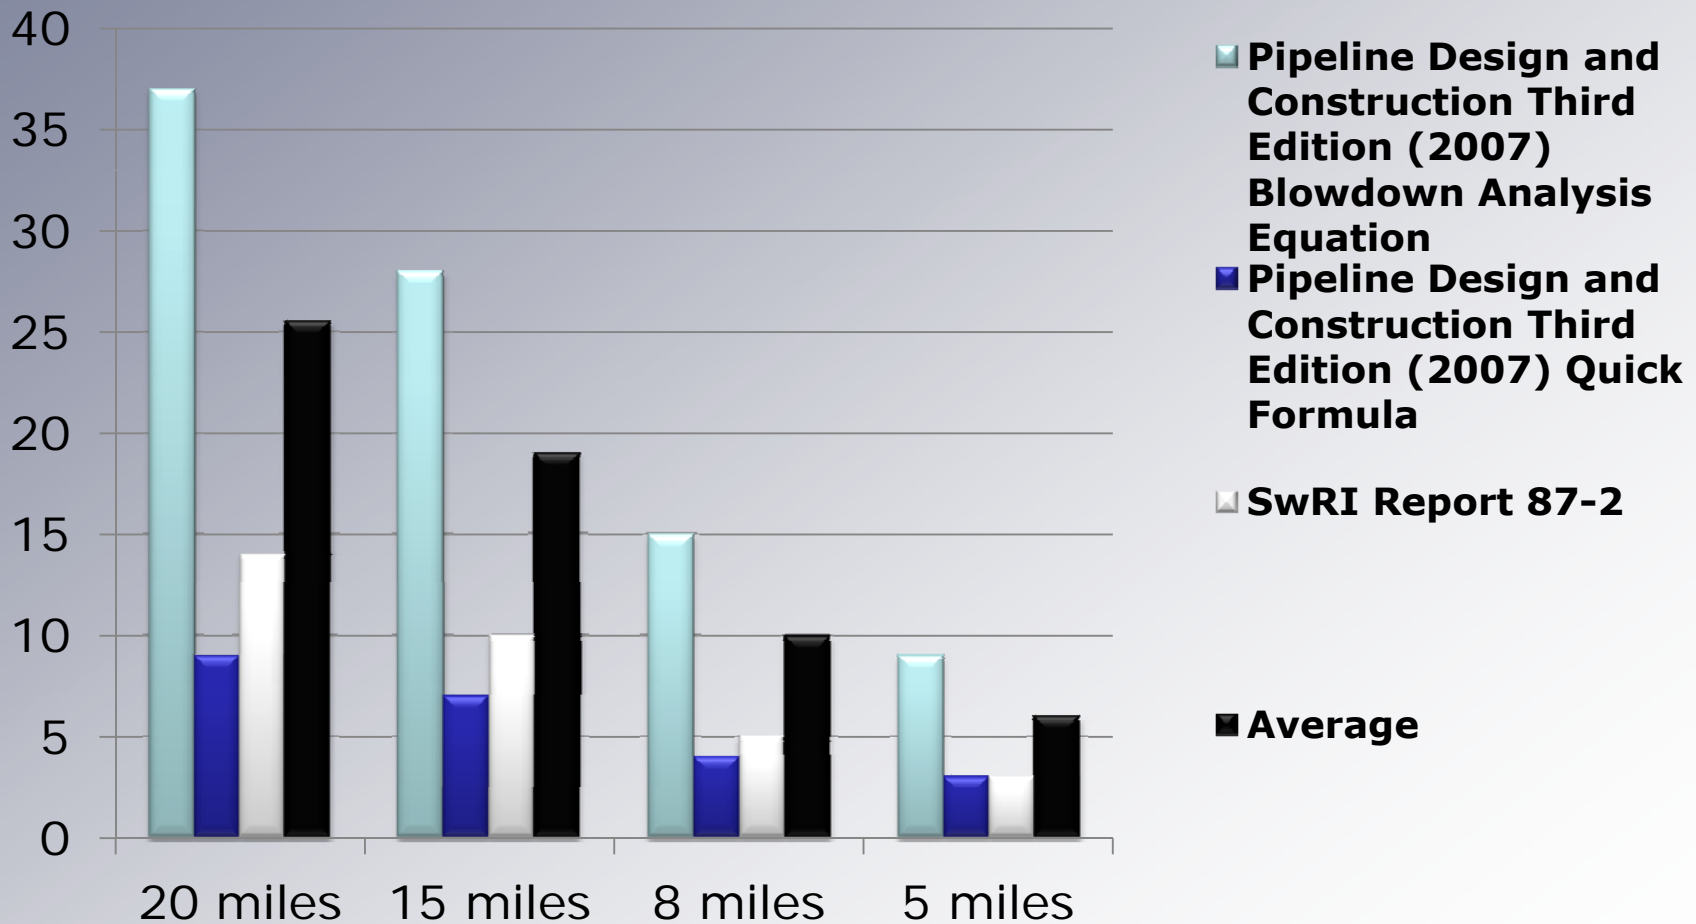 40
35
30
25
20
15
10
5
0
20 miles 15 miles 8 miles 5 miles
Pipeline Design and
Construction Third
Edition (2007)
Blowdown Analysis
Equation
Pipeline Design and
Construction Third
Edition (2007) Quick
Formula
SwRI Report 87-2
Average